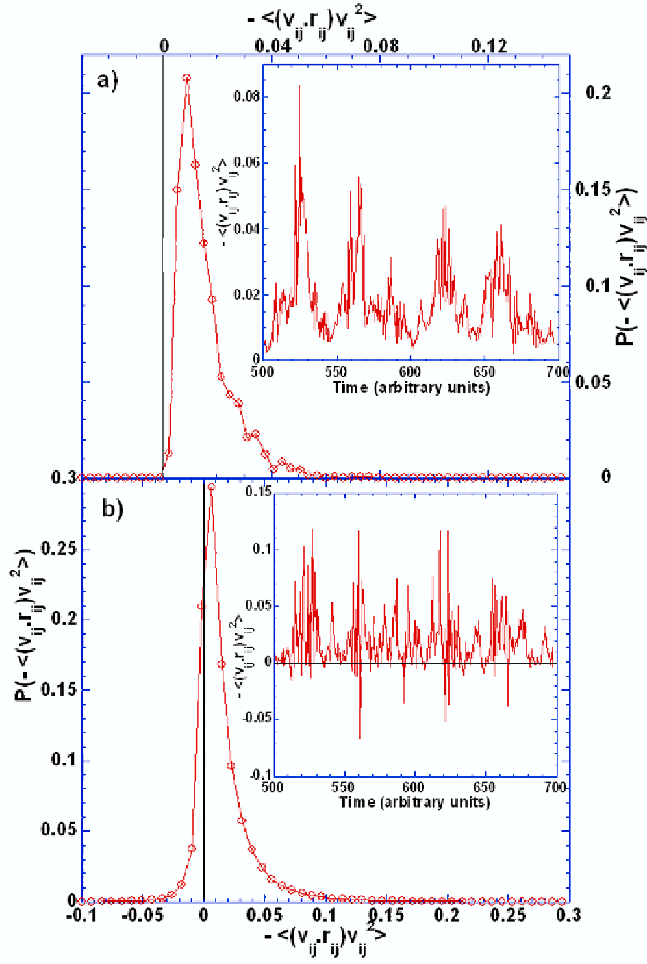 - <(v_ij.r_ij)v_ij^2>
0 0.04 0.08 0.12
a)
0.2
0.15
0.1
0.05
0
P(- <(v_ij.r_ij)v_ij^2>)
- <(v_ij.r_ij)v_ij^2>
0.08
0.06
0.04
0.02
0
500 550 600 650 700
Time (arbitrary units)
b)
0.3
0.25
0.2
0.15
0.1
0.05
0
P(- <(v_ij.r_ij)v_ij^2>)
- <(v_ij.r_ij)v_ij^2>
0.15
0.1
0.05
0
-0.05
-0.1
500 550 600 650 700
Time (arbitrary units)
-0.1 -0.05 0 0.05 0.1 0.15 0.2 0.25 0.3
- <(v_ij.r_ij)v_ij^2>